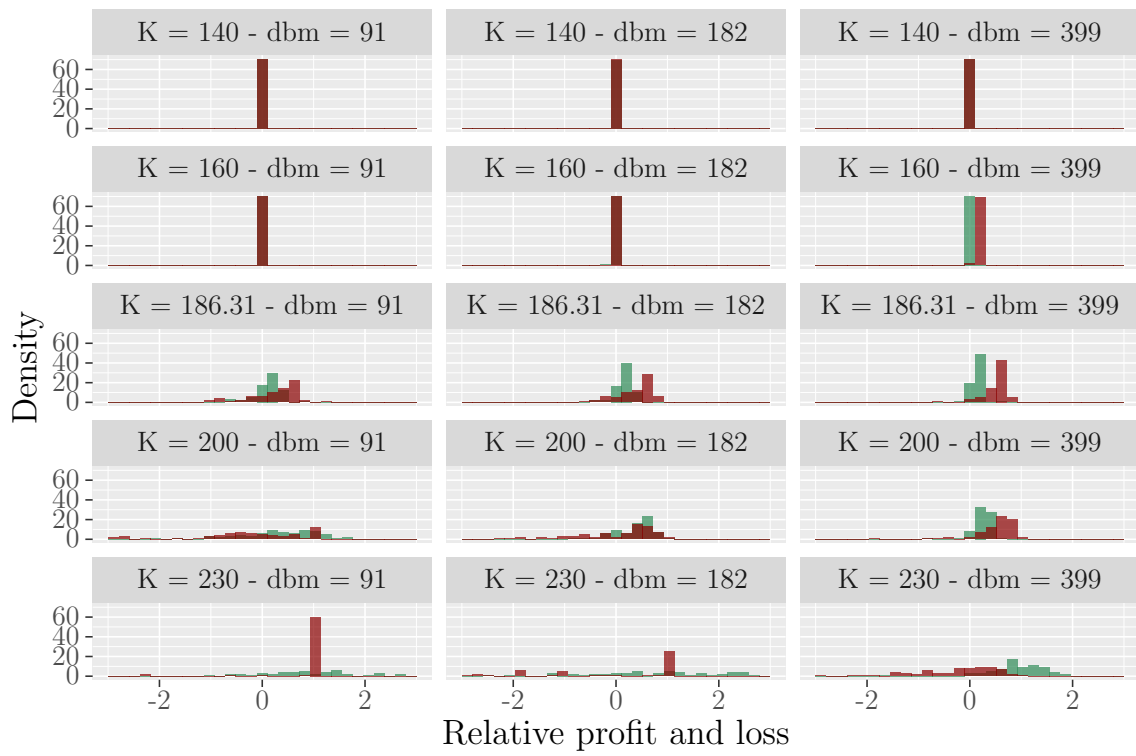 K = 140 - dbm = 91
K = 140 - dbm = 182
K = 140 - dbm = 399
60
40
20
0
K = 160 - dbm = 91
K = 160 - dbm = 182
K = 160 - dbm = 399
60
40
20
0
K = 186.31 - dbm = 91
K = 186.31 - dbm = 182
K = 186.31 - dbm = 399
60
40
20
0
Density
K = 200 - dbm = 91
K = 200 - dbm = 182
K = 200 - dbm = 399
60
40
20
0
K = 230 - dbm = 91
K = 230 - dbm = 182
K = 230 - dbm = 399
60
40
20
0
-2 0 2
-2 0 2
-2 0 2
Relative profit and loss